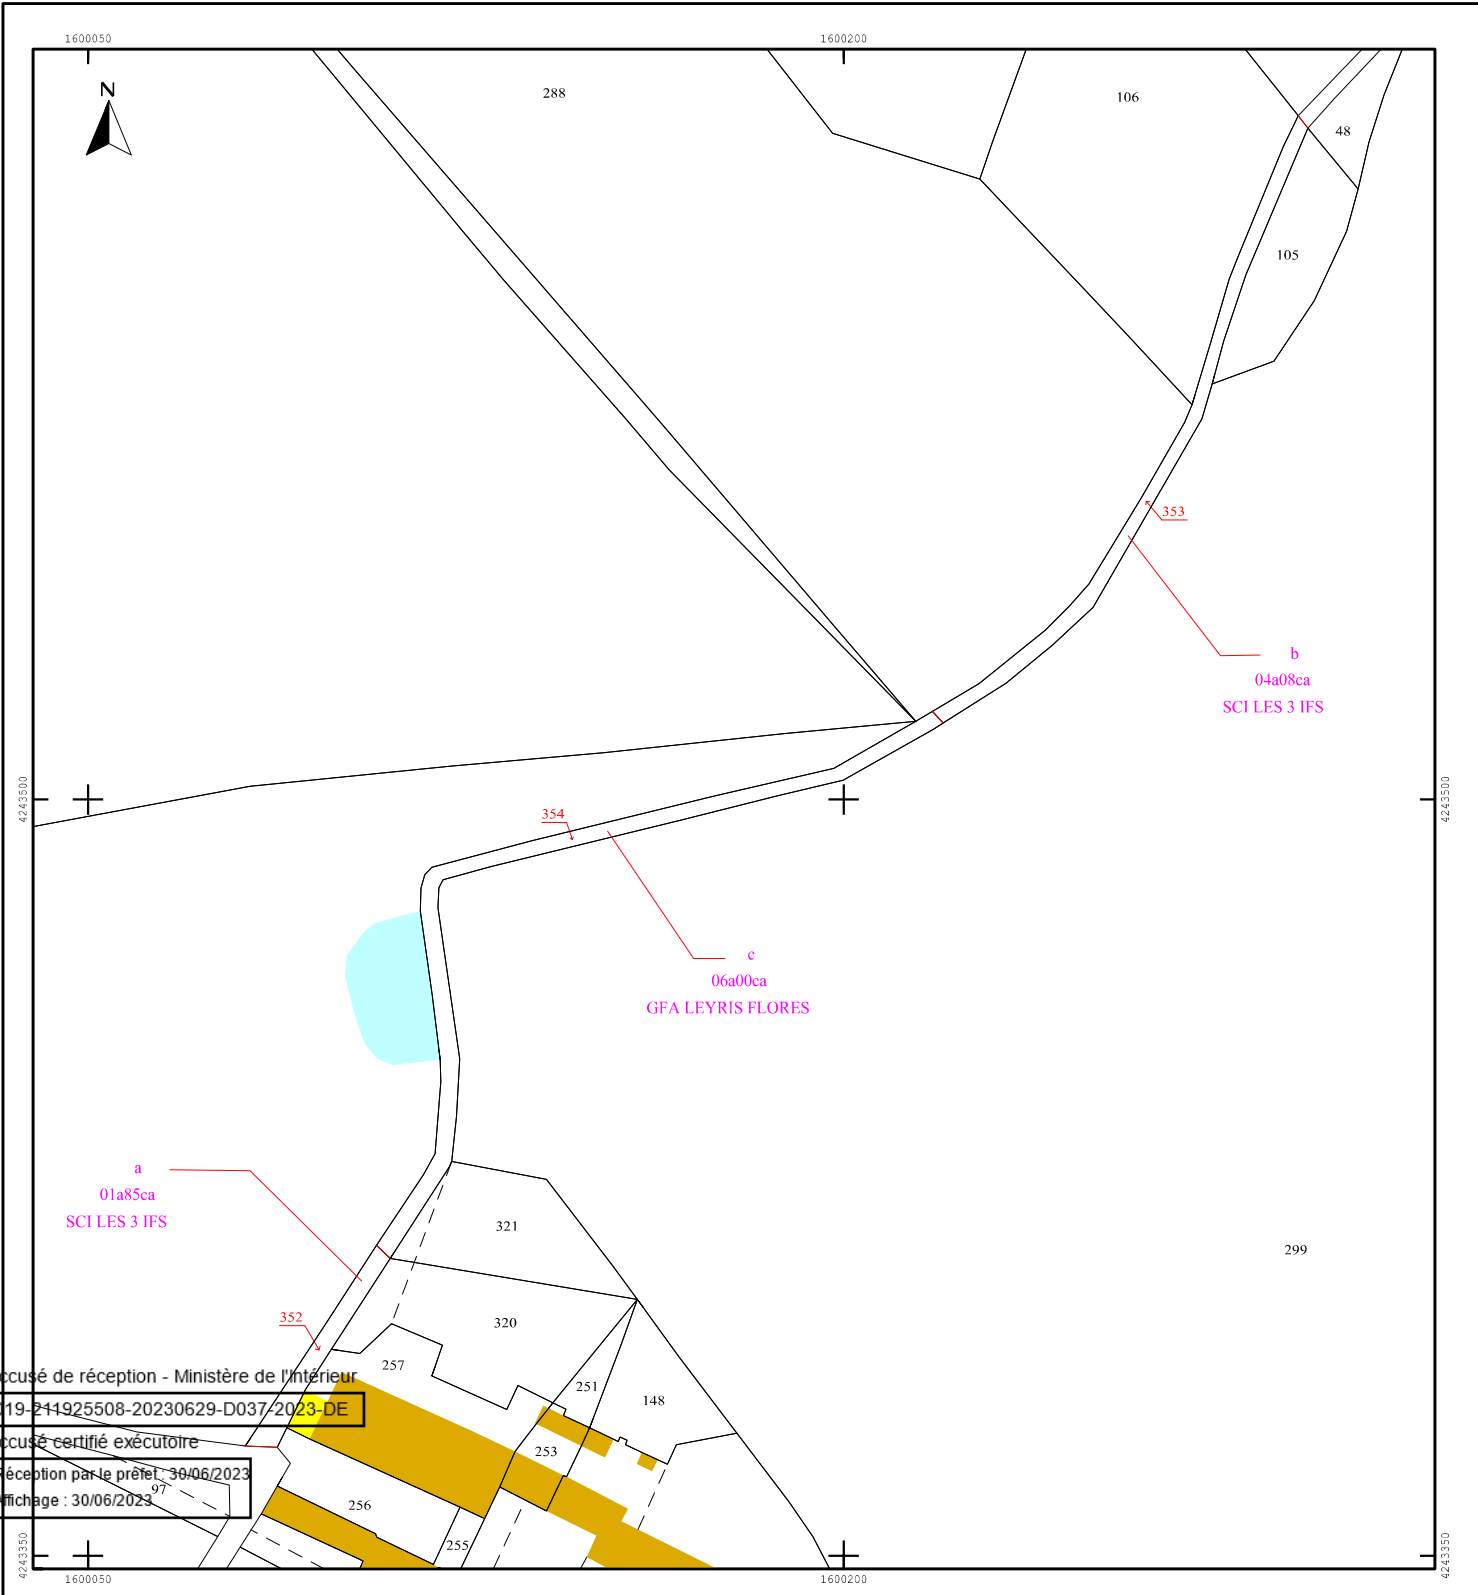 1600050
1600200
N
288
106
48
105
353
b
04a08ca
SCI LES 3 IFS
4243500
4243500
354
c
06a00ca
GFA LEYRIS FLORES
a
01a85ca
SCI LES 3 IFS
321
299
352
320
257
251
148
ccusé de réception - Ministère de l'Intérieur
19-211925508-20230629-D037-2023-DE
ccusé certifié exécutoire
253
Réception par le préfet : 30/06/2023
97
ffichage : 30/06/2023
256
255
4243350
4243350
1600050
1600200